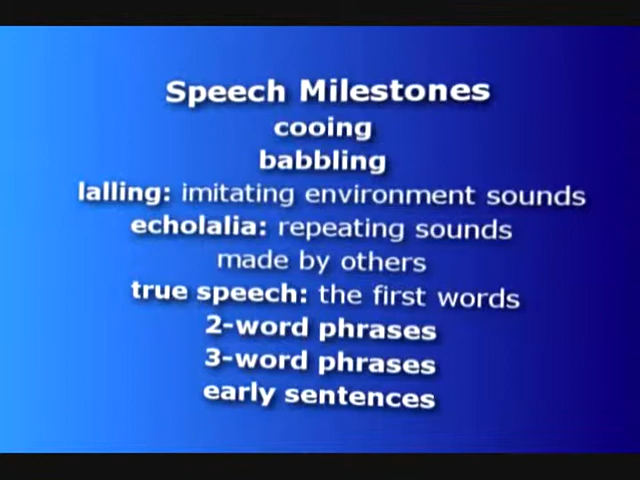 Speech Milestones
cooing
babbling
lalling: imitating environment sounds
echolalia: repeating sounds
made by others
true speech: the first words
2-word phrases
3-word phrases
early sentences